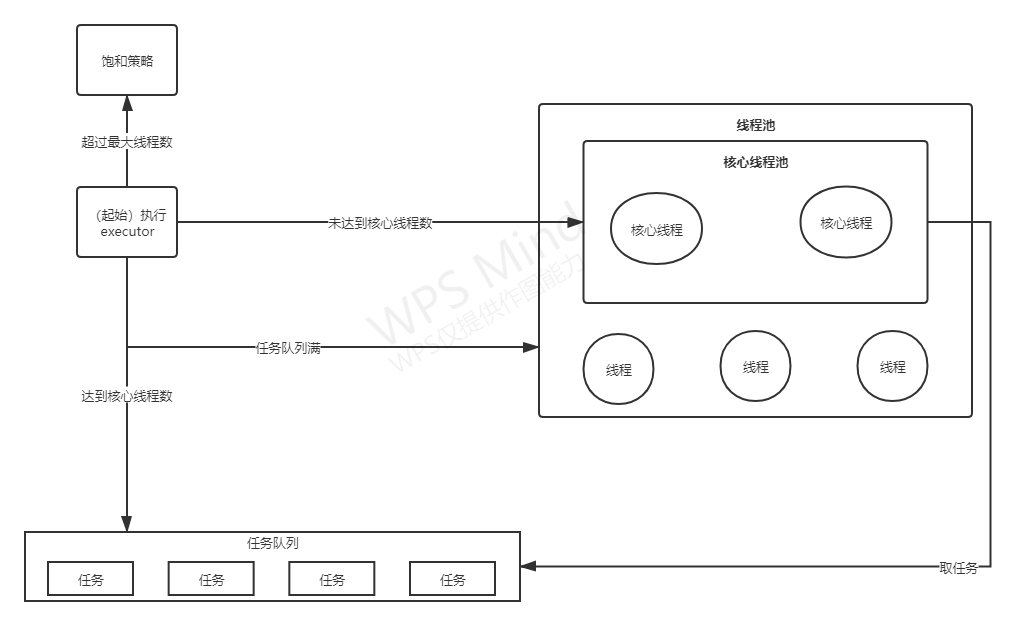 饱和策略
超过最大线程数
（起始）执行
executor
未达到核心线程数
线程池
核心线程池
核心线程
核心线程
任务队列满
线程
线程
线程
达到核心线程数
任务队列
任务
任务
任务
任务
取任务
WPS Mind
WPS仅提供作图能力